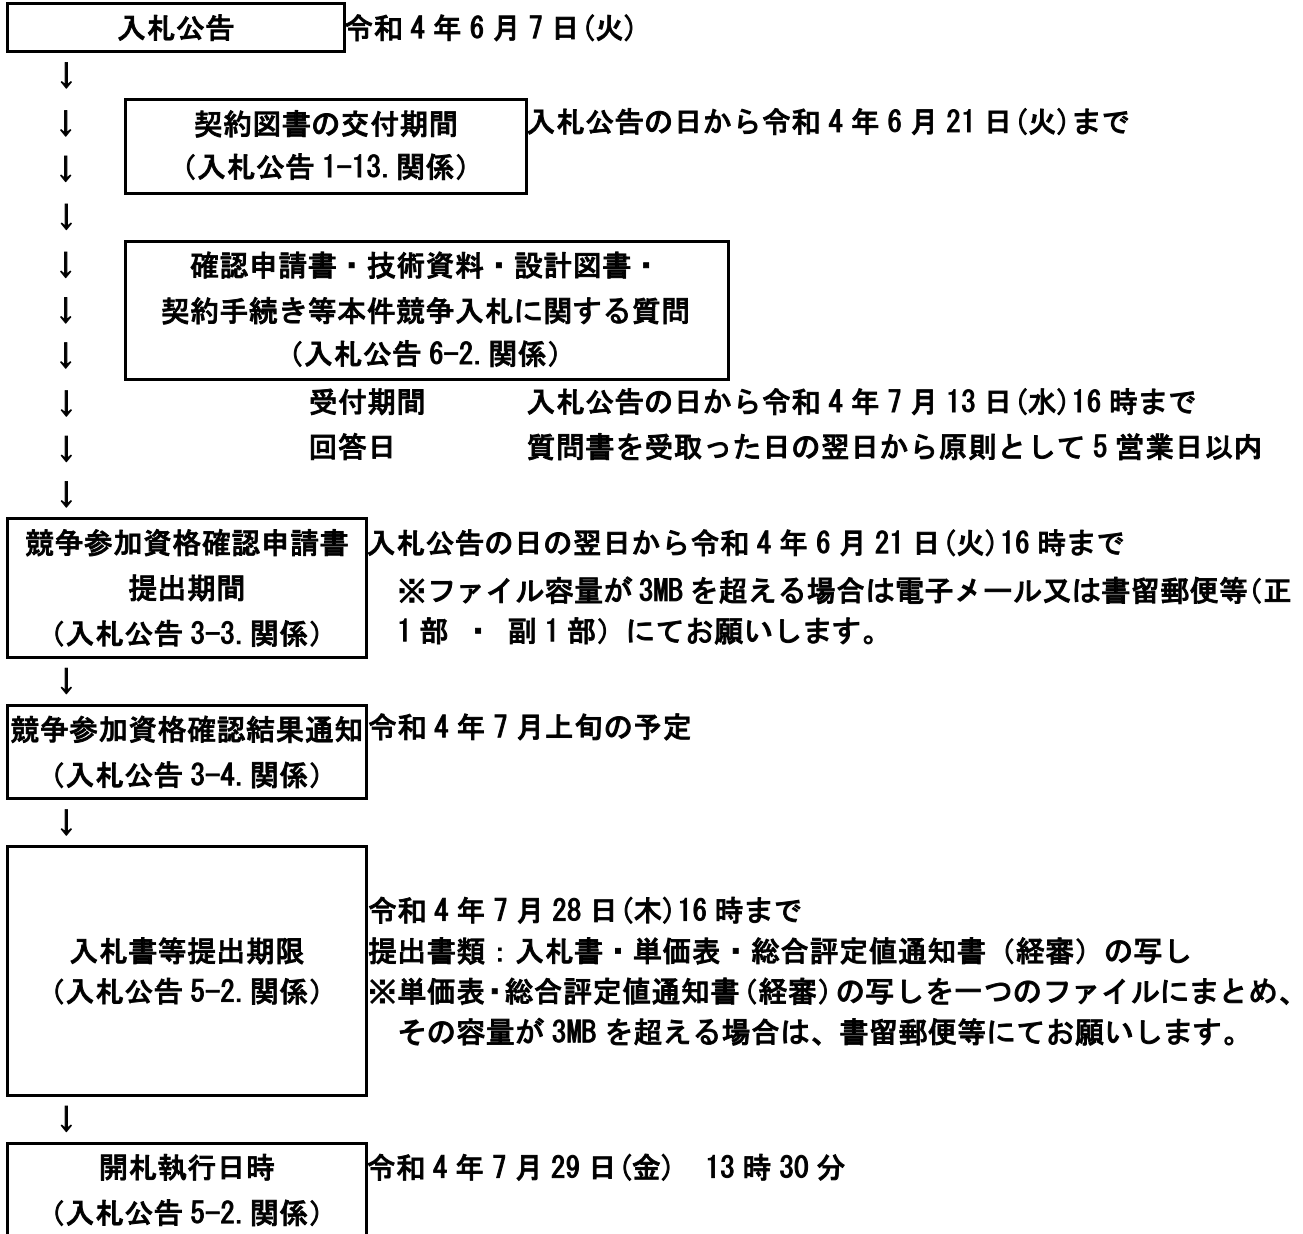 入札公告 令和4年6月7日(火)
↓
↓ 契約図書の交付期間 入札公告の日から令和4年6月21日(火)まで
↓ (入札公告1-13.関係)
↓
↓ 確認申請書・技術資料・設計図書・
↓ 契約手続き等本件競争入札に関する質問
↓ (入札公告6-2.関係)
↓ 受付期間 入札公告の日から令和4年7月13日(水)16時まで
↓ 回答日 質問書を受取った日の翌日から原則として5営業日以内
↓
競争参加資格確認申請書 入札公告の日の翌日から令和4年6月21日(火)16時まで
提出期間 ※ファイル容量が3MBを超える場合は電子メール又は書留郵便等(正
(入札公告3-3.関係) 1部 ・ 副1部)にてお願いします。
↓
競争参加資格確認結果通知 令和4年7月上旬の予定
(入札公告3-4.関係)
↓
令和4年7月28日(木)16時まで
入札書等提出期限 提出書類：入札書・単価表・総合評定値通知書(経審)の写し
(入札公告5-2.関係) ※単価表・総合評定値通知書(経審)の写しを一つのファイルにまとめ、
その容量が3MBを超える場合は、書留郵便等にてお願いします。
↓
開札執行日時 令和4年7月29日(金) 13時30分
(入札公告5-2.関係)